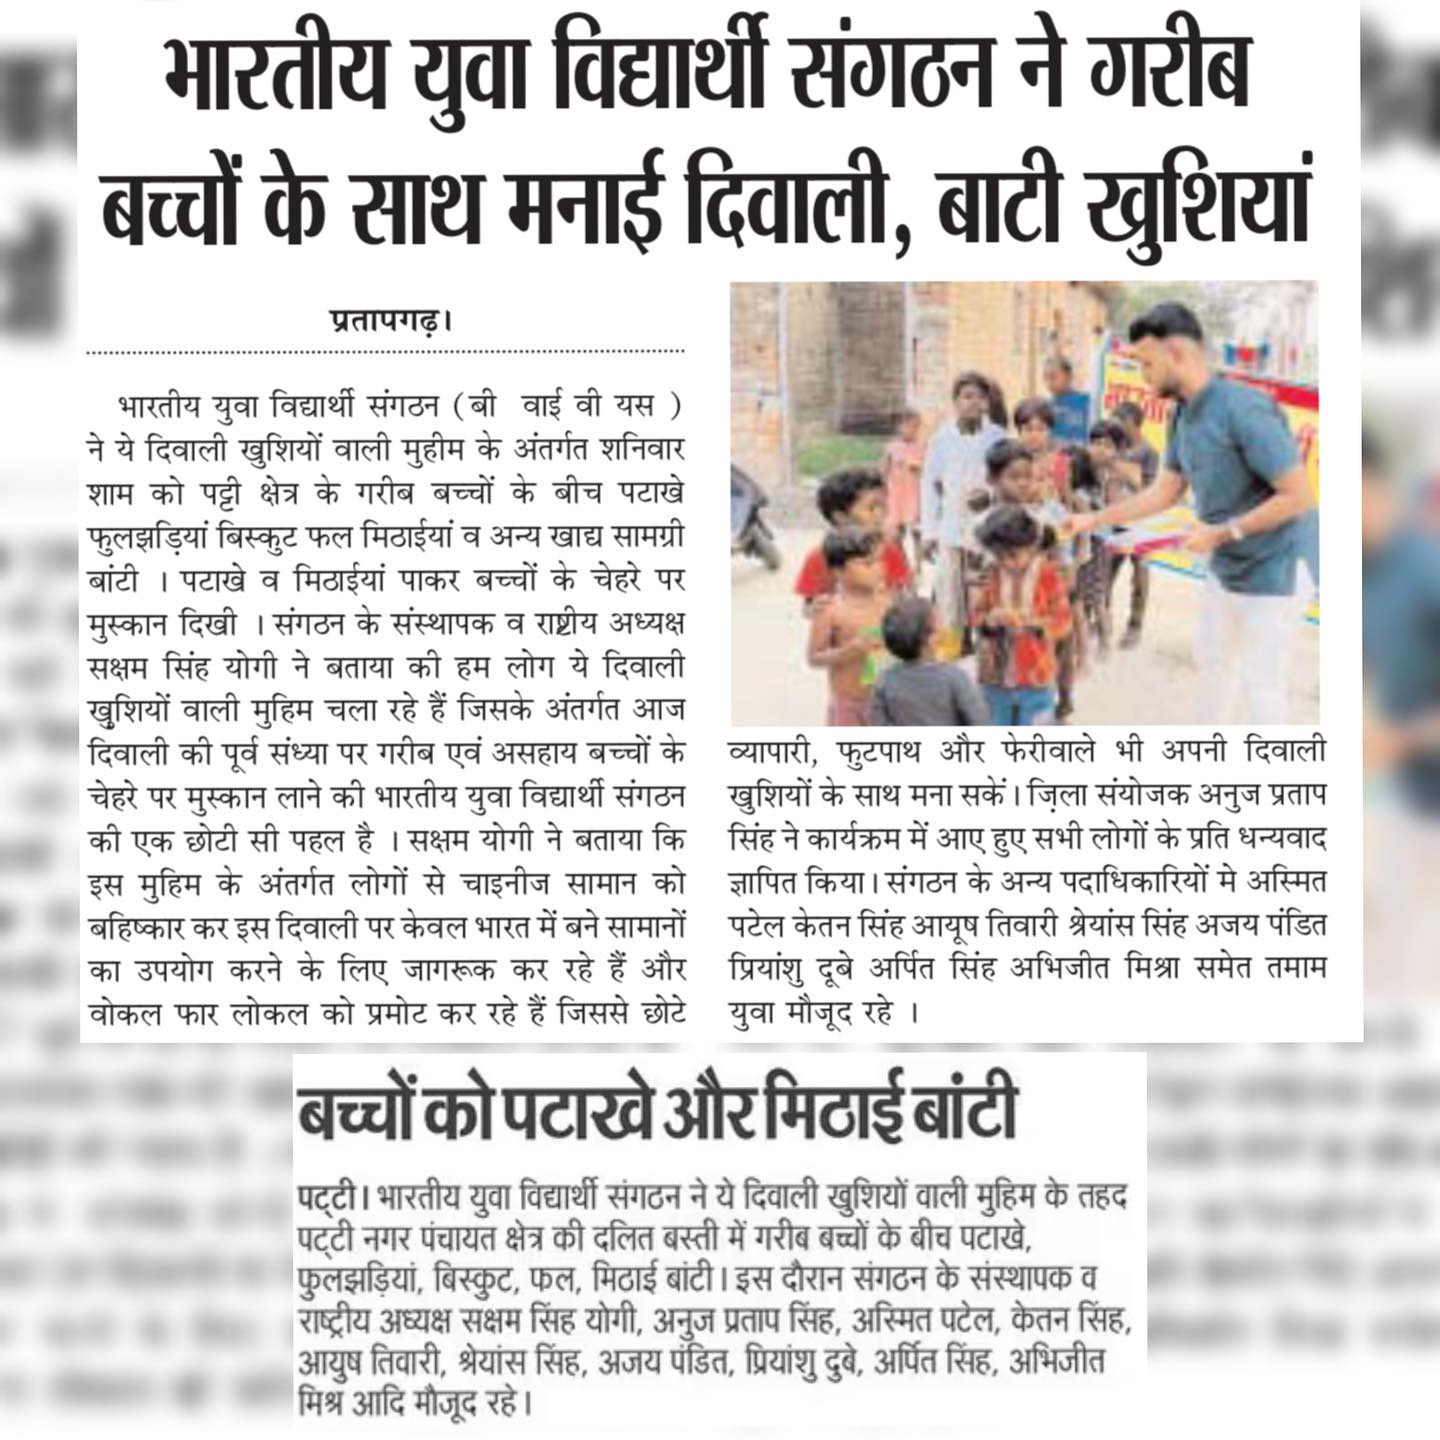 भारतीय युवा विद्यार्थी संगठन ने गरीब
बच्चों के साथ मनाई दिवाली, बाटी खुशियां
प्रतापगढ़।
भारतीय युवा विद्यार्थी संगठन (बी वाई वी यस )
ने ये दिवाली खुशियों वाली मुहीम के अंतर्गत शनिवार
शाम को पट्टी क्षेत्र के गरीब बच्चों के बीच पटाखे
फुलझड़ियां बिस्कुट फल मिठाईयां व अन्य खाद्य सामग्री
बांटी । पटाखे व मिठाईयां पाकर बच्चों के चेहरे पर
मुस्कान दिखी । संगठन के संस्थापक व राष्ट्रीय अध्यक्ष
सक्षम सिंह योगी ने बताया की हम लोग ये दिवाली
खुशियों वाली मुहिम चला रहे हैं जिसके अंतर्गत आज
दिवाली की पूर्व संध्या पर गरीब एवं असहाय बच्चों के
चेहरे पर मुस्कान लाने की भारतीय युवा विद्यार्थी संगठन
की एक छोटी सी पहल है । सक्षम योगी ने बताया कि
इस मुहिम के अंतर्गत लोगों से चाइनीज सामान को
बहिष्कार कर इस दिवाली पर केवल भारत में बने सामानों
का उपयोग करने के लिए जागरूक कर रहे हैं और
वोकल फार लोकल को प्रमोट कर रहे हैं जिससे छोटे
व्यापारी, फुटपाथ और फेरीवाले भी अपनी दिवाली
खुशियों के साथ मना सकें। ज़िला संयोजक अनुज प्रताप
सिंह ने कार्यक्रम में आए हुए सभी लोगों के प्रति धन्यवाद
ज्ञापित किया। संगठन के अन्य पदाधिकारियों मे अस्मित
पटेल केतन सिंह आयूष तिवारी श्रेयांस सिंह अजय पंडित
प्रियांशु दूबे अर्पित सिंह अभिजीत मिश्रा समेत तमाम
युवा मौजूद रहे ।
बच्चों को पटाखे और मिठाई बांटी
पट्टी। भारतीय युवा विद्यार्थी संगठन ने ये दिवाली खुशियों वाली मुहिम के तहद
पट्टी नगर पंचायत क्षेत्र की दलित बस्ती में गरीब बच्चों के बीच पटाखे,
फुलझड़ियां, बिस्कुट, फल, मिठाई बांटी। इस दौरान संगठन के संस्थापक व
राष्ट्रीय अध्यक्ष सक्षम सिंह योगी, अनुज प्रताप सिंह, अस्मित पटेल, केतन सिंह,
आयुष तिवारी, श्रेयांस सिंह, अजय पंडित, प्रियांशु दुबे, अर्पित सिंह, अभिजीत
मिश्र आदि मौजूद रहे।